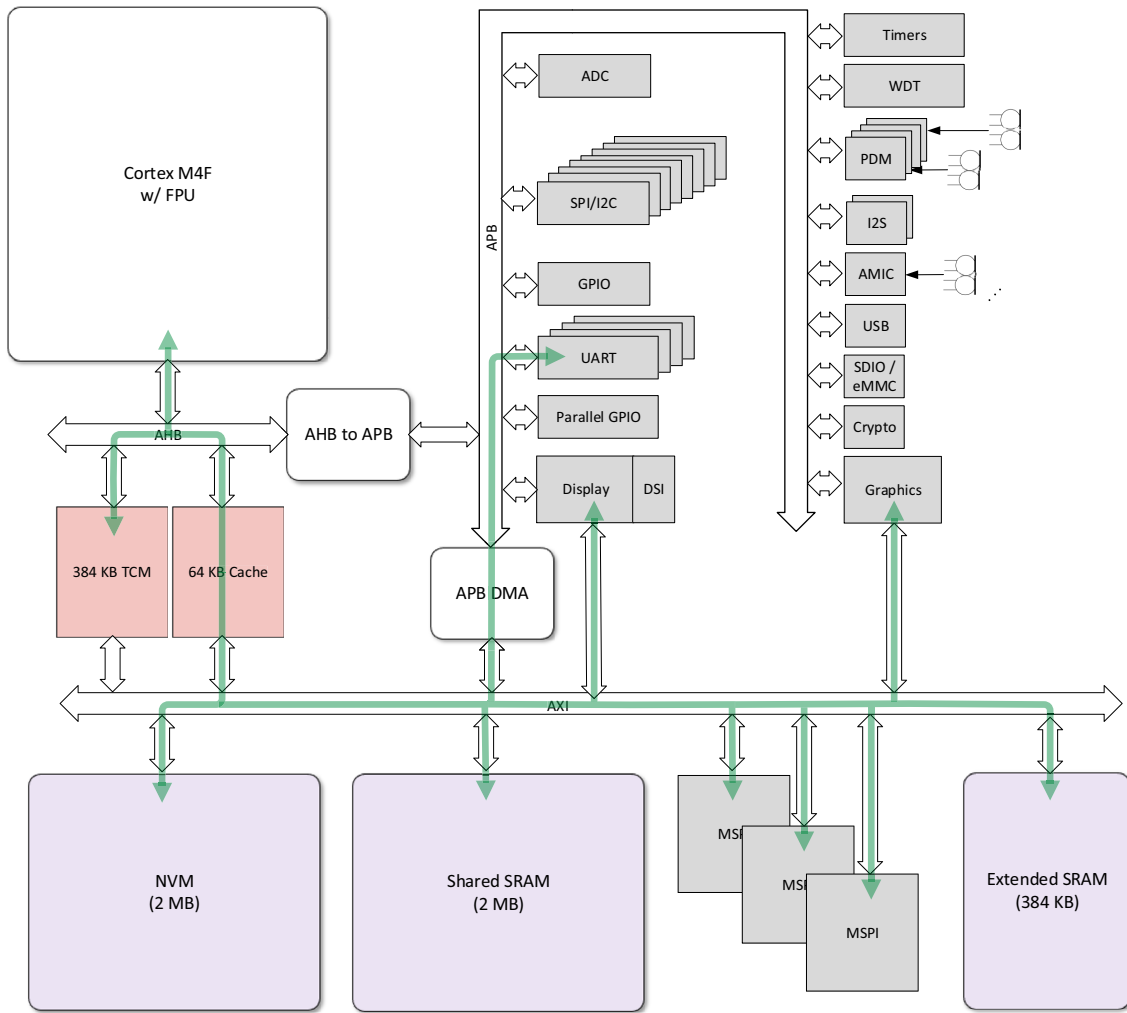 Cortex M4F
w/ FPU
AHB
AHB to APB
384 KB TCM
64 KB Cache
APB
ADC
SPI/I2C
GPIO
UART
Parallel GPIO
Display
DSI
APB DMA
Timers
WDT
PDM
I2S
AMIC
...
USB
SDIO /
eMMC
Crypto
Graphics
AXI
NVM
(2 MB)
Shared SRAM
(2 MB)
MSPI
MSPI
MSPI
Extended SRAM
(384 KB)